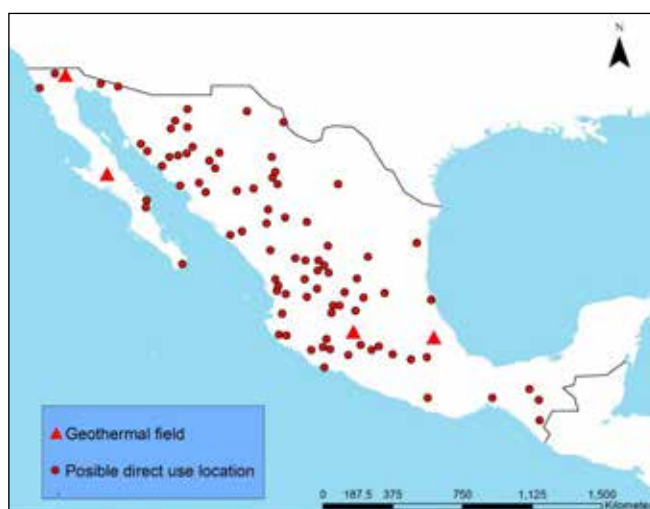 N
Geothermal field
Posible direct use location
0 187.5 375 750 1,125 1,500
Kilomete